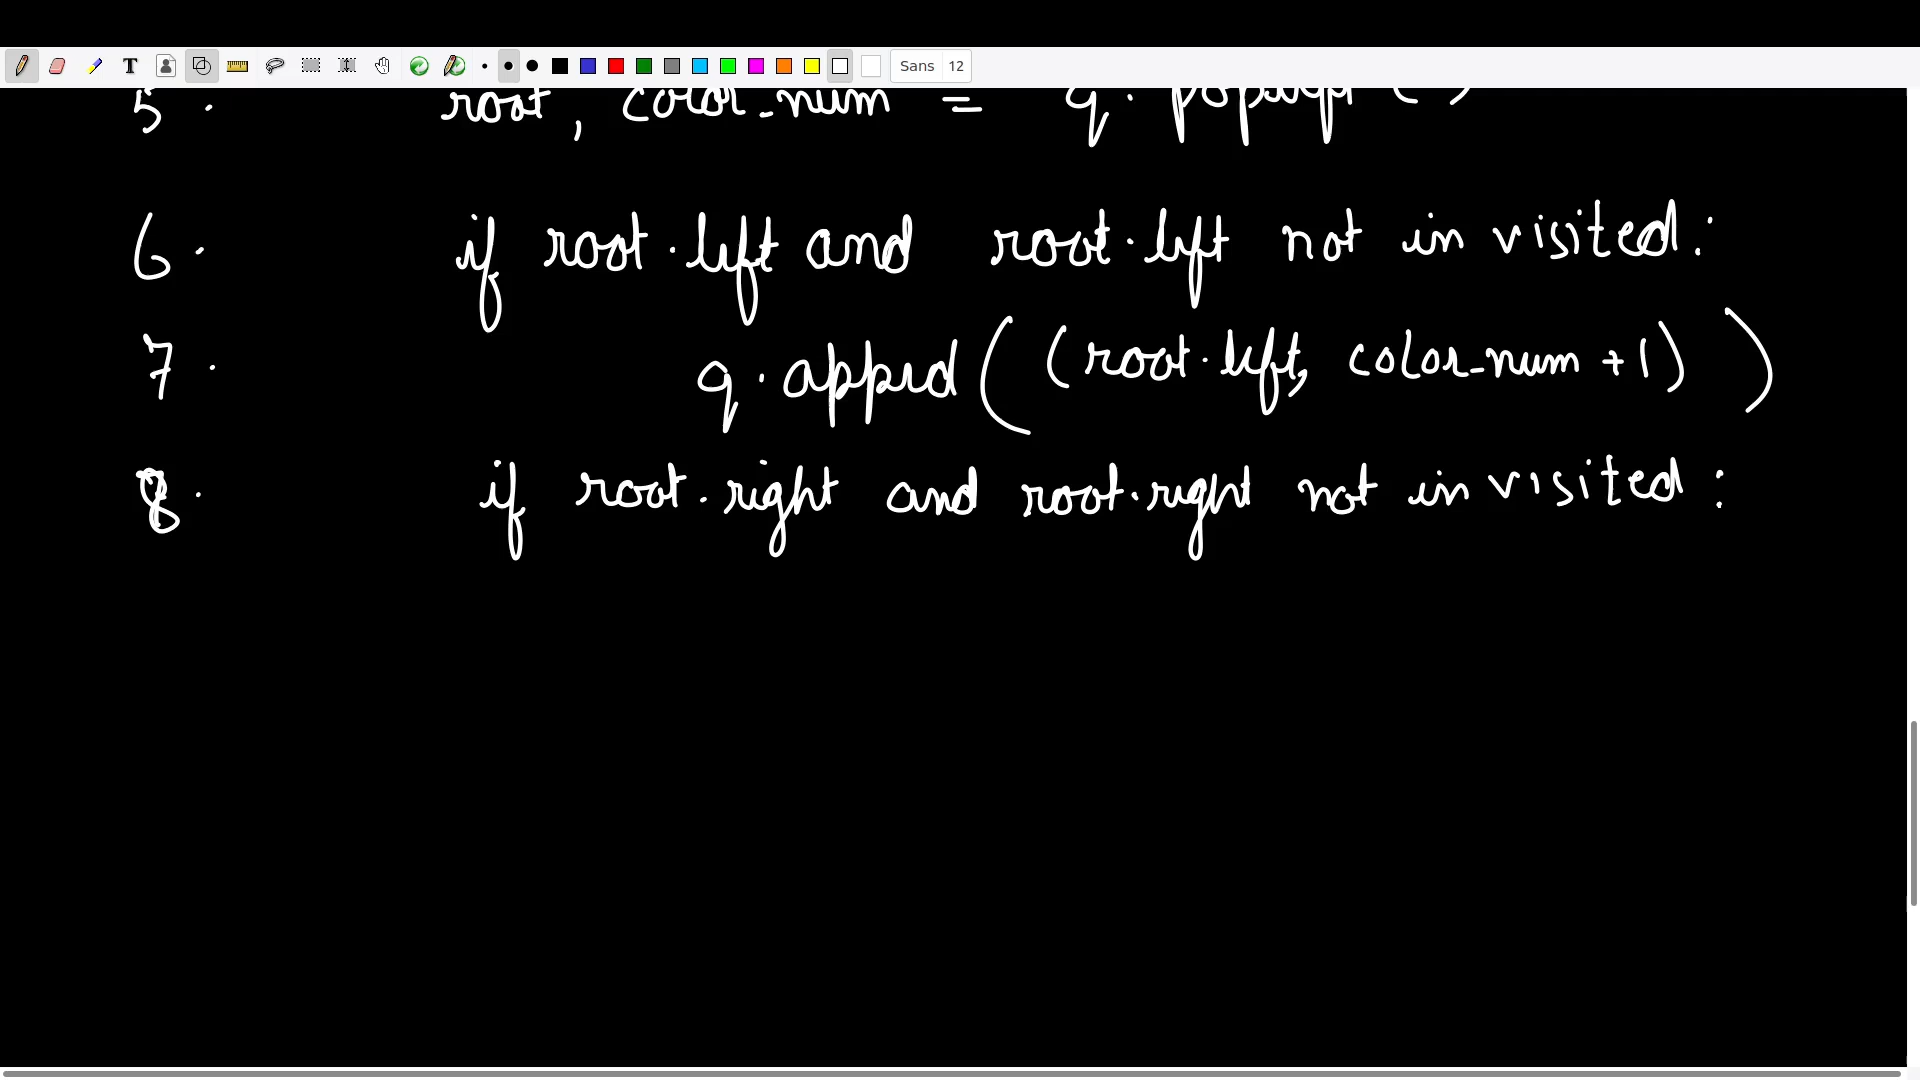 Sans 12
5. root, color_num = q.popleft()
6. if root.left and root.left not in visited:
7. q.append((root.left, color_num +1))
8. if root.right and root.right not in visited: